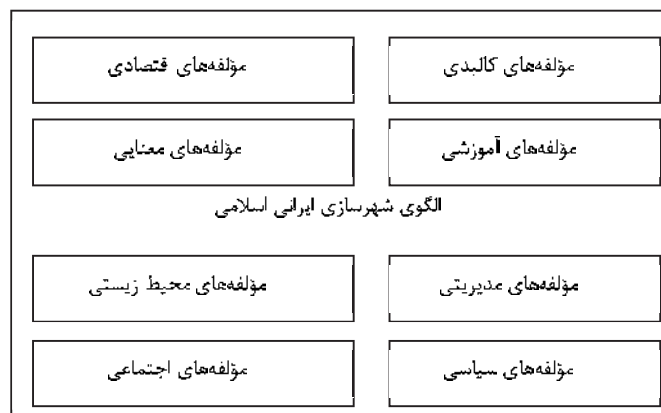 مؤلفه‌های کالبدی
مؤلفه‌های قتصادی
مؤلفه‌های آموزشی
مؤلفه‌های معنایی
الگوی شهرسازی ایرانی اسلامی
مؤلفه‌های مدیریتی
مؤلفه‌های محیط زیستی
مؤلفه‌های سیاسی
مؤلفه‌های اجتماعی